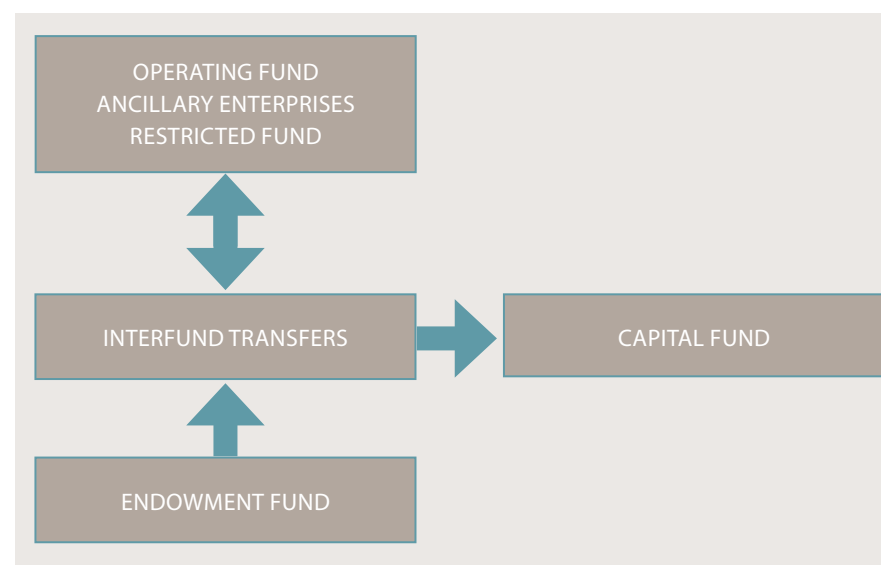 OPERATING FUND
ANCILLARY ENTERPRISES
RESTRICTED FUND
INTERFUND TRANSFERS
CAPITAL FUND
ENDOWMENT FUND